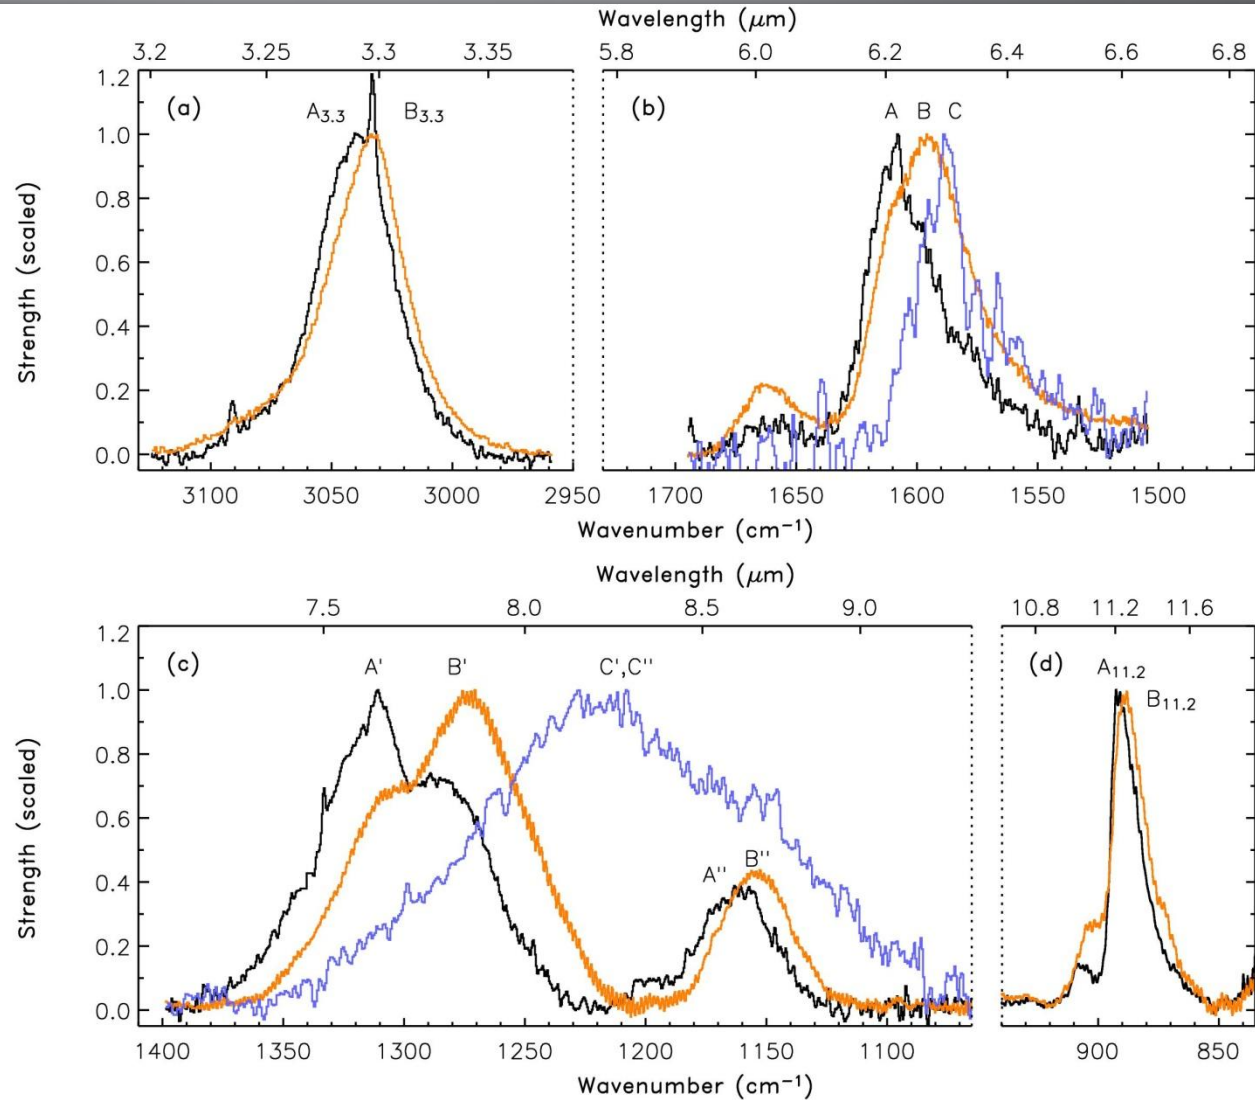 Wavelength (μm)
3.2 3.25 3.3 3.35 5.8 6.0 6.2 6.4 6.6 6.8
1.2
(a) A₃.₃ B₃.₃ (b) A B C
1.0
0.8
0.6
0.4
0.2
0.0
Strength (scaled)
3100 3050 3000 2950 1700 1650 1600 1550 1500
Wavenumber (cm⁻¹)
Wavelength (μm)
7.5 8.0 8.5 9.0 10.8 11.2 11.6
1.2
(c) A' B' C',C'' (d) A₁₁.₂
B₁₁.₂
1.0
0.8
0.6
A'' B''
0.4
0.2
0.0
Strength (scaled)
1400 1350 1300 1250 1200 1150 1100 900 850
Wavenumber (cm⁻¹)